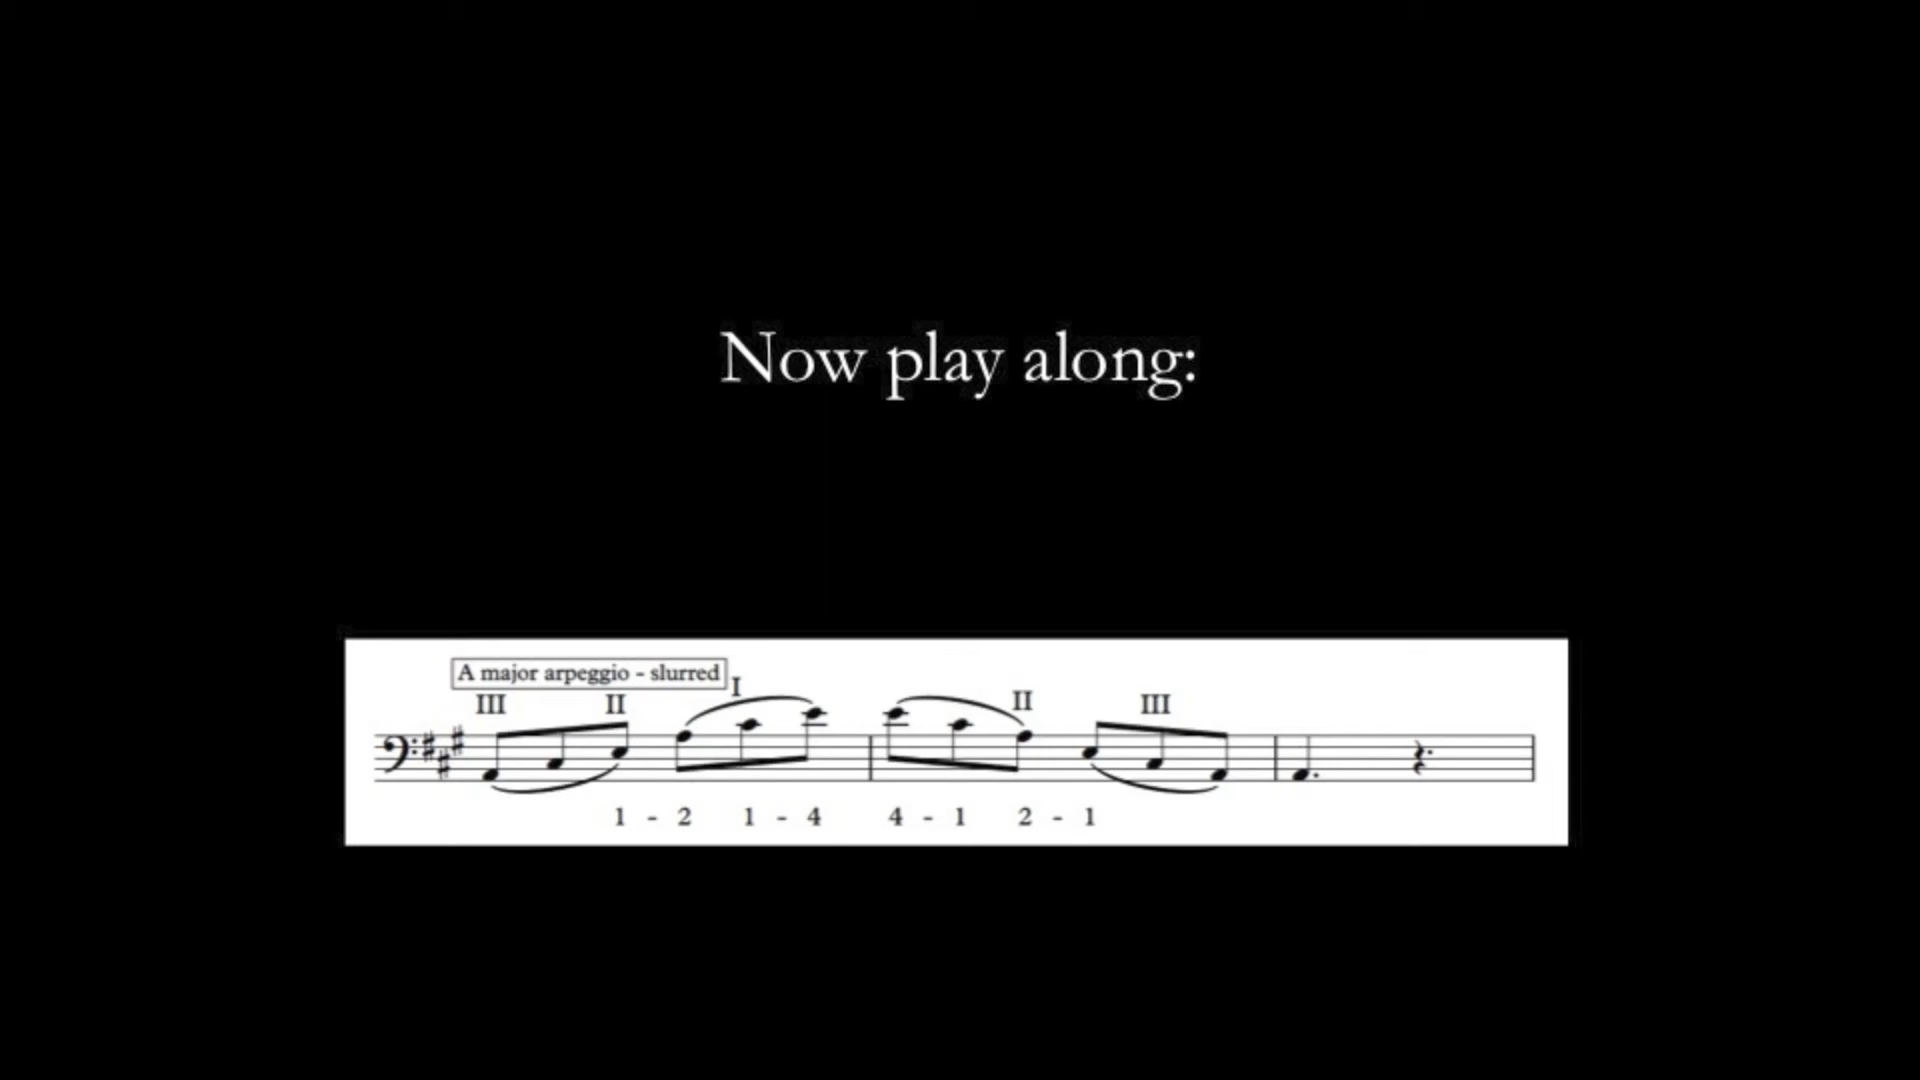 Now play along:
A major arpeggio - slurred
III II I II III
1 - 2 1 - 4 4 - 1 2 - 1